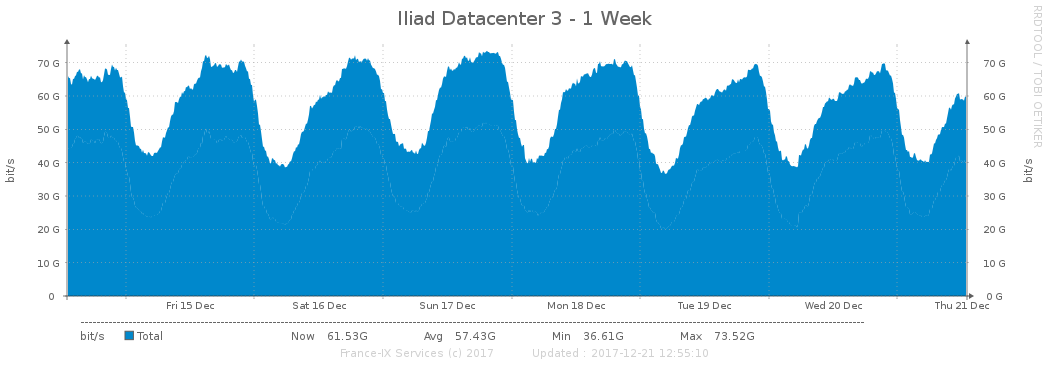 Iliad Datacenter 3 - 1 Week
RRDTOOL / TOBI OETIKER
bit/s
70 G 70 G
60 G 60 G
50 G 50 G
40 G 40 G
30 G 30 G
20 G 20 G
10 G 10 G
0 0 G
bit/s
Fri 15 Dec Sat 16 Dec Sun 17 Dec Mon 18 Dec Tue 19 Dec Wed 20 Dec Thu 21 Dec
bit/s Total Now 61.53G Avg 57.43G Min 36.61G Max 73.52G
France-IX Services (c) 2017 Updated : 2017-12-21 12:55:10